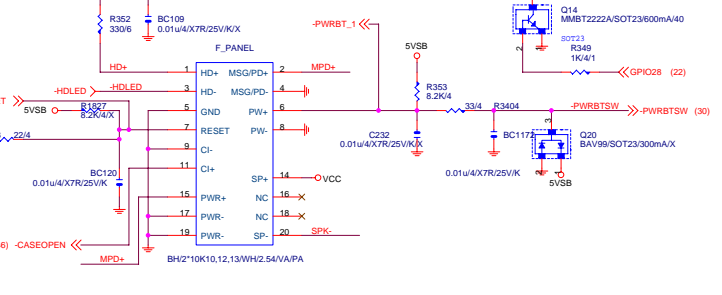 R352
330/6
BC109
0.01u/4/X7R/25V/K/X
-PWRBT_1
Q14
MMBT2222A/SOT23/600mA/40
SOT23
2
R349
1K/4/1
GPIO28 (22)
F_PANEL
5VSB
HD+ 1 HD+ MSG/PD+ 2 MPD+
-HDLED -HDLED 3 HD- MSG/PD- 4
R353
8.2K/4
T
5VSB R1827
8.2K/4/X
5 GND PW+ 6
33/4 R3404
-PWRBTSW -PWRBTSW (30)
22/4
7 RESET PW- 8
C232
0.01u/4/X7R/25V/K/X
BC1177
Q20
BAV99/SOT23/300mA/X
9 CI-
11 CI+
BC120
0.01u/4/X7R/25V/K
SP+ 14 VCC
0.01u/4/X7R/25V/K
5VSB
15 PWR+ NC 16
17 PWR- NC 18
19 PWR- SP- 20 SPK-
6) -CASEOPEN
MPD+
BH/2*10K10,12,13/WH/2.54/VA/PA